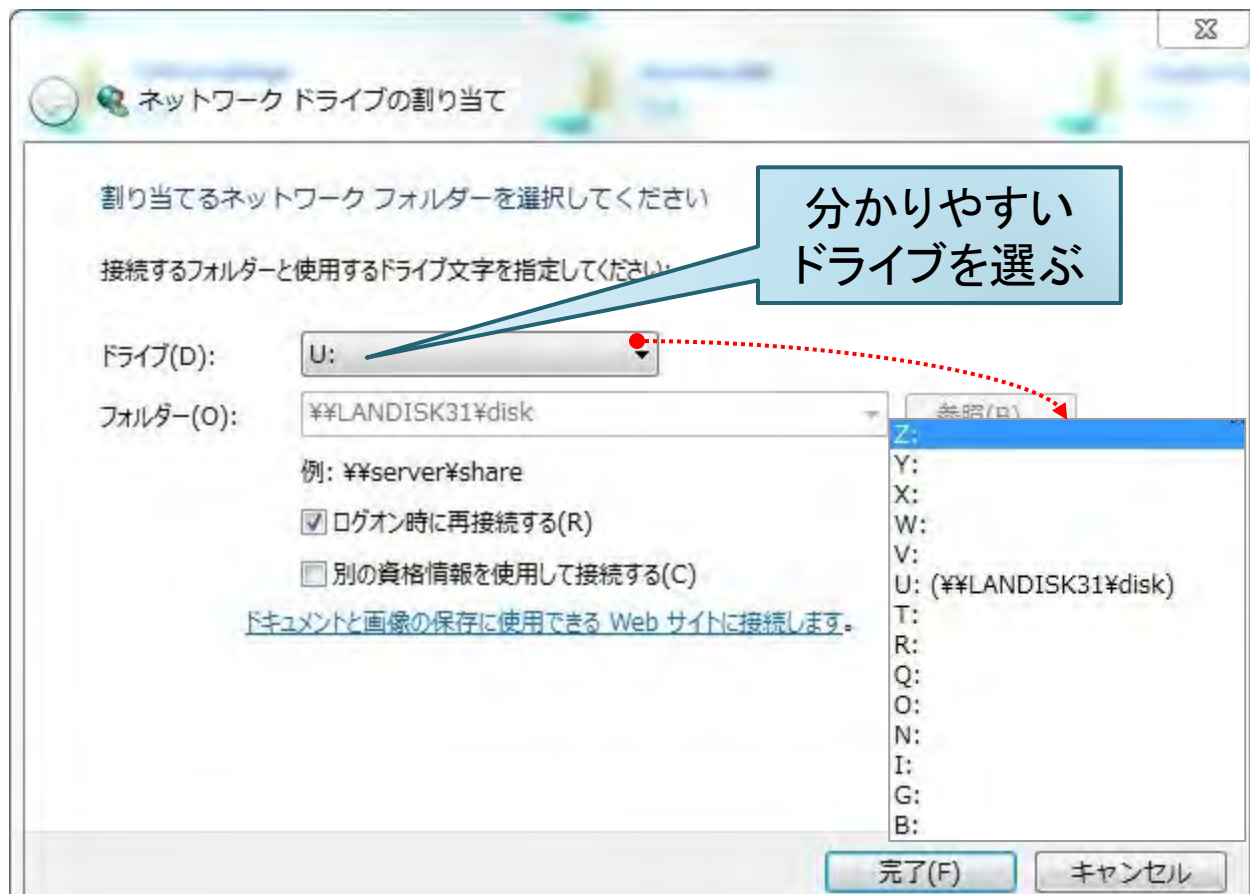 ネットワーク ドライブの割り当て
割り当てるネットワーク フォルダーを選択してください
分かりやすい
ドライブを選ぶ
接続するフォルダーと使用するドライブ文字を指定してください:
ドライブ(D):
U:
フォルダー(O):
¥¥LANDISK31¥disk
参照(B)
例: ¥¥server¥share
ログオン時に再接続する(R)
別の資格情報を使用して接続する(C)
ドキュメントと画像の保存に使用できる Web サイトに接続します。
Z:
Y:
X:
W:
V:
U: (¥¥LANDISK31¥disk)
T:
R:
Q:
O:
N:
I:
G:
B:
完了(F)
キャンセル